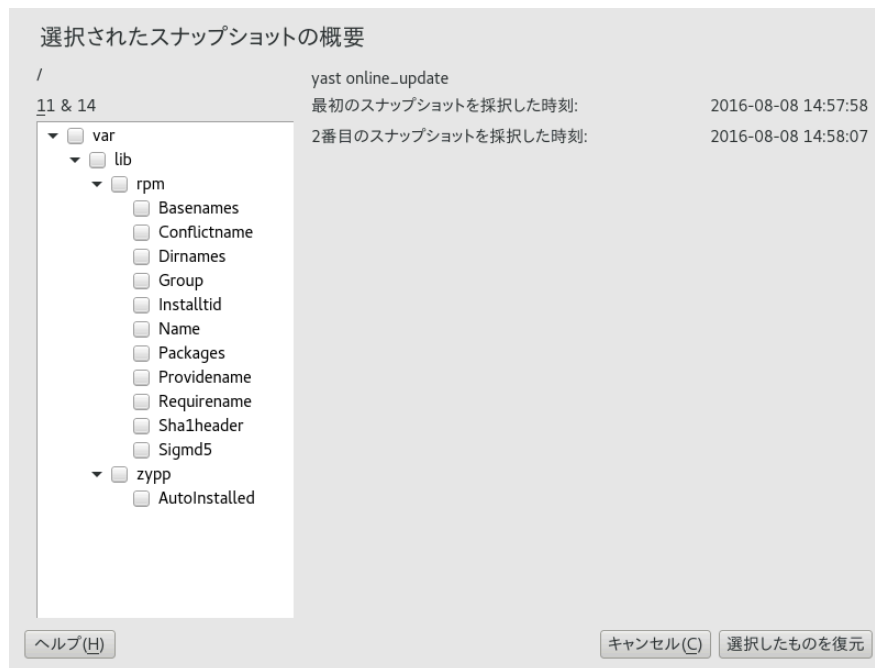 選択されたスナップショットの概要
/
yast online_update
11 & 14
最初のスナップショットを採択した時刻: 2016-08-08 14:57:58
2番目のスナップショットを採択した時刻: 2016-08-08 14:58:07
var
lib
rpm
Basenames
Conflictname
Dirnames
Group
Installtid
Name
Packages
Providename
Requirename
Sha1header
Sigmd5
zypp
AutoInstalled
ヘルプ(H)
キャンセル(C)
選択したものを復元